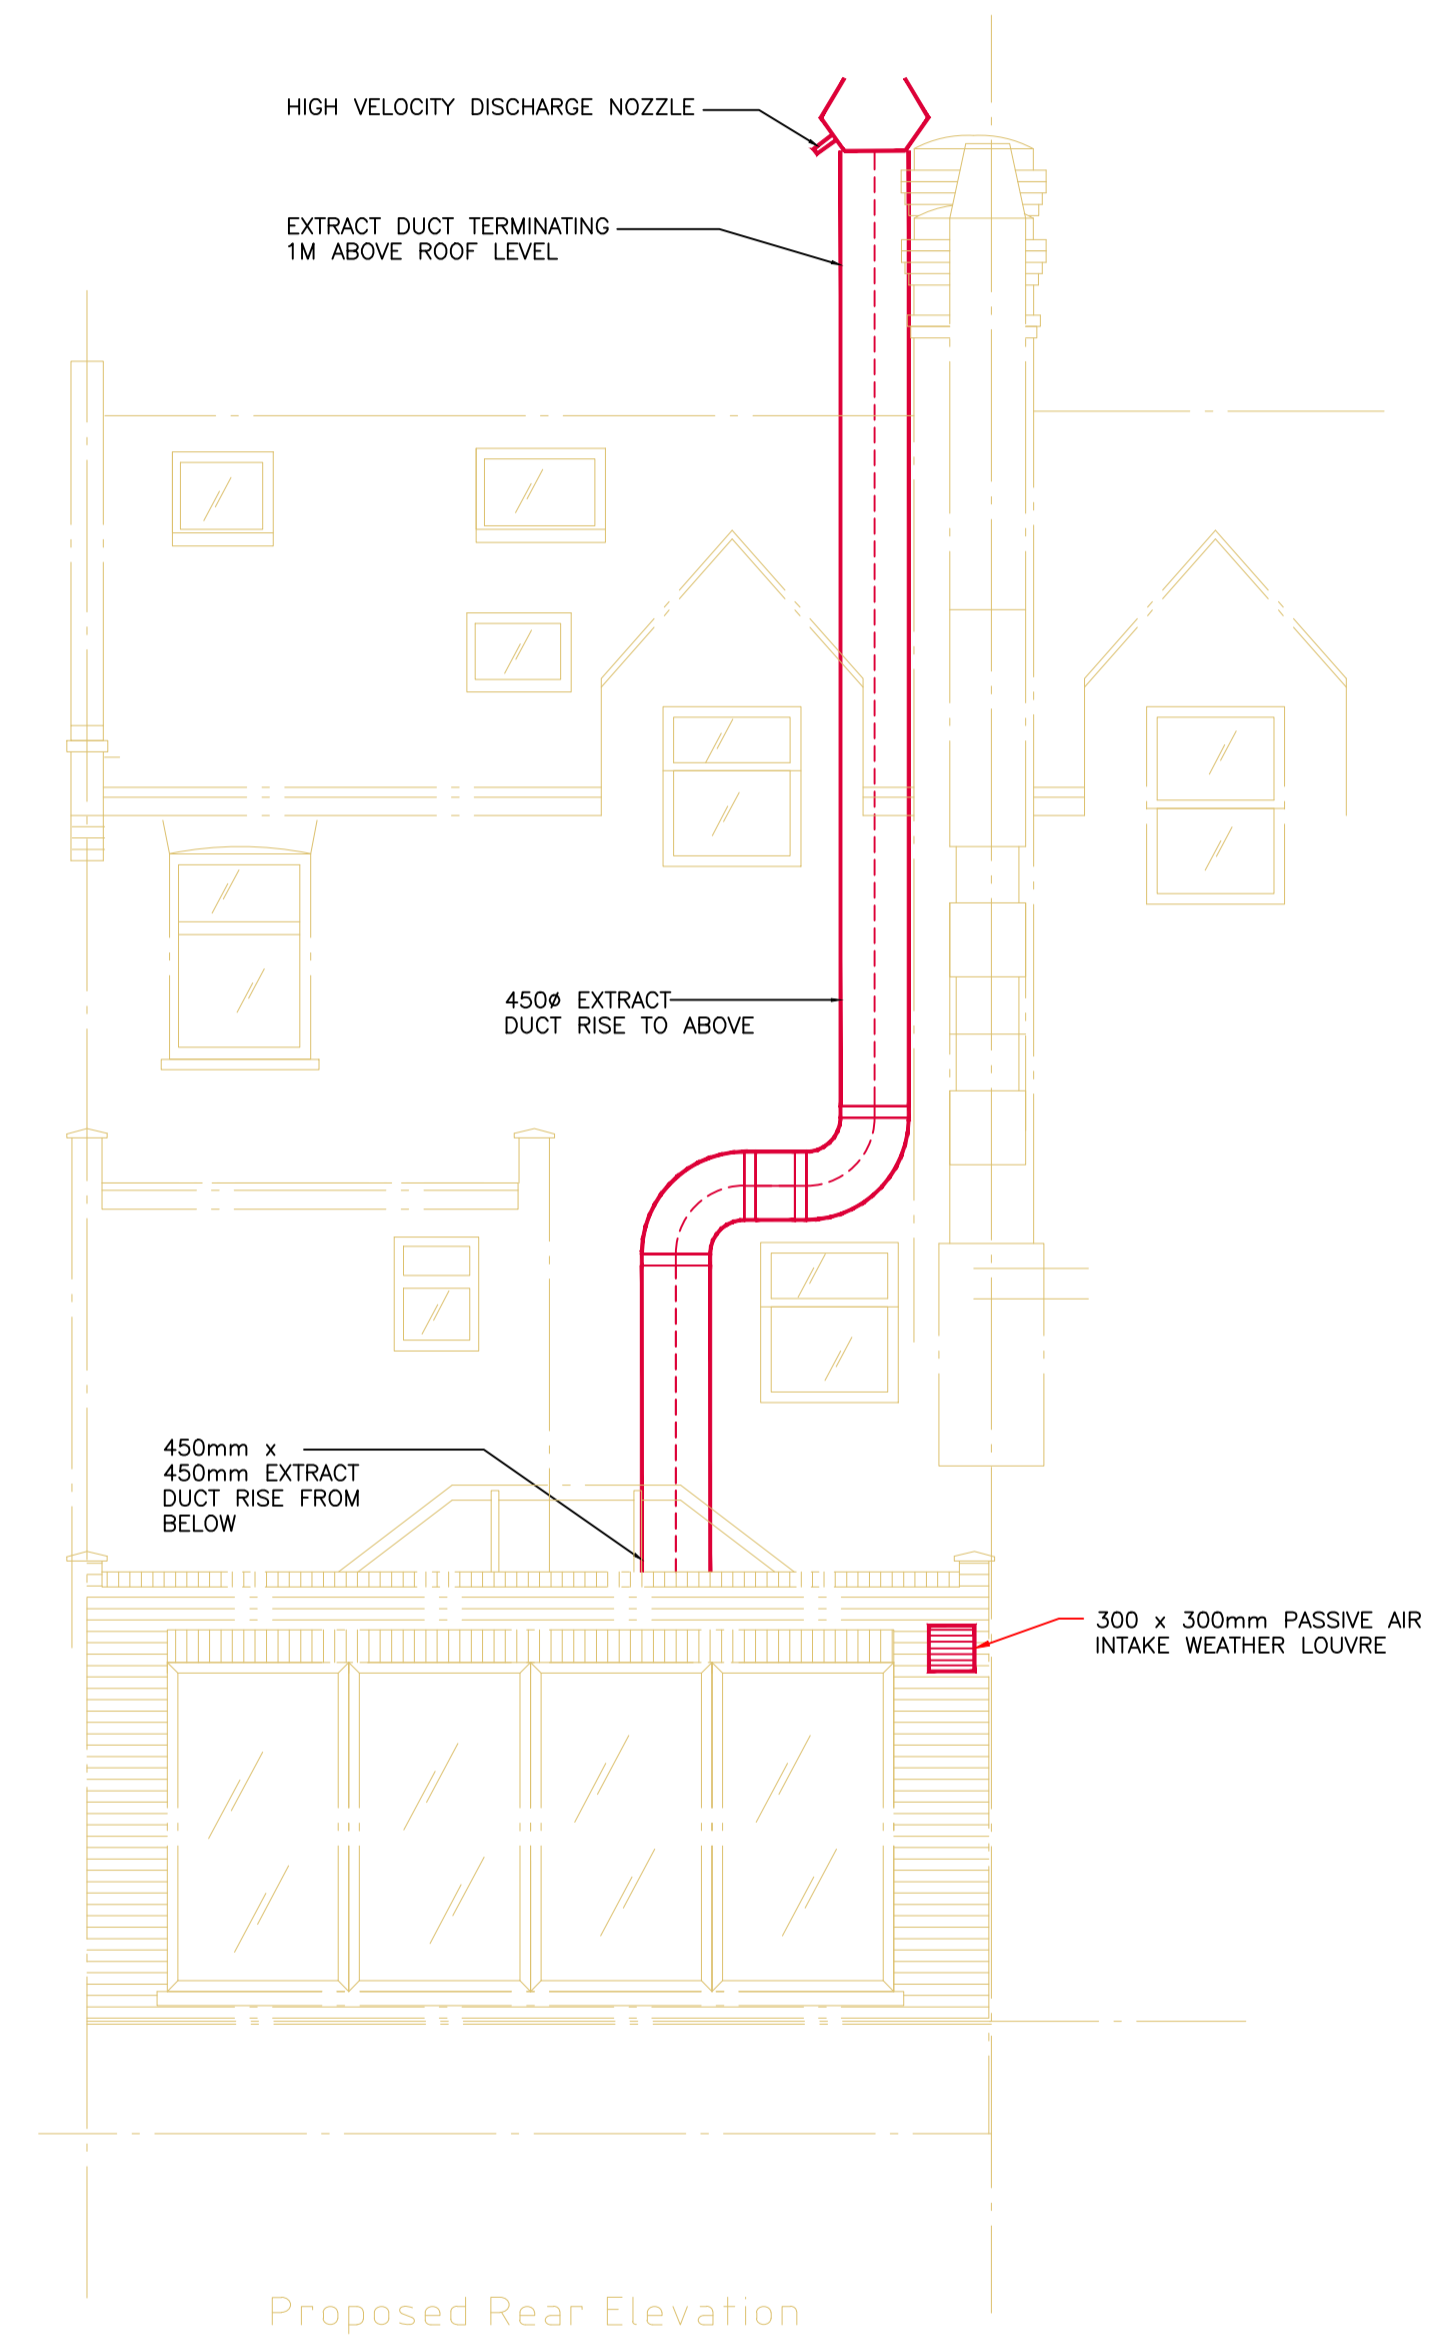 HIGH VELOCITY DISCHARGE NOZZLE
EXTRACT DUCT TERMINATING
1M ABOVE ROOF LEVEL
450ø EXTRACT
DUCT RISE TO ABOVE
450mm x
450mm EXTRACT
DUCT RISE FROM
BELOW
300 x 300mm PASSIVE AIR
INTAKE WEATHER LOUVRE
Proposed Rear Elevation